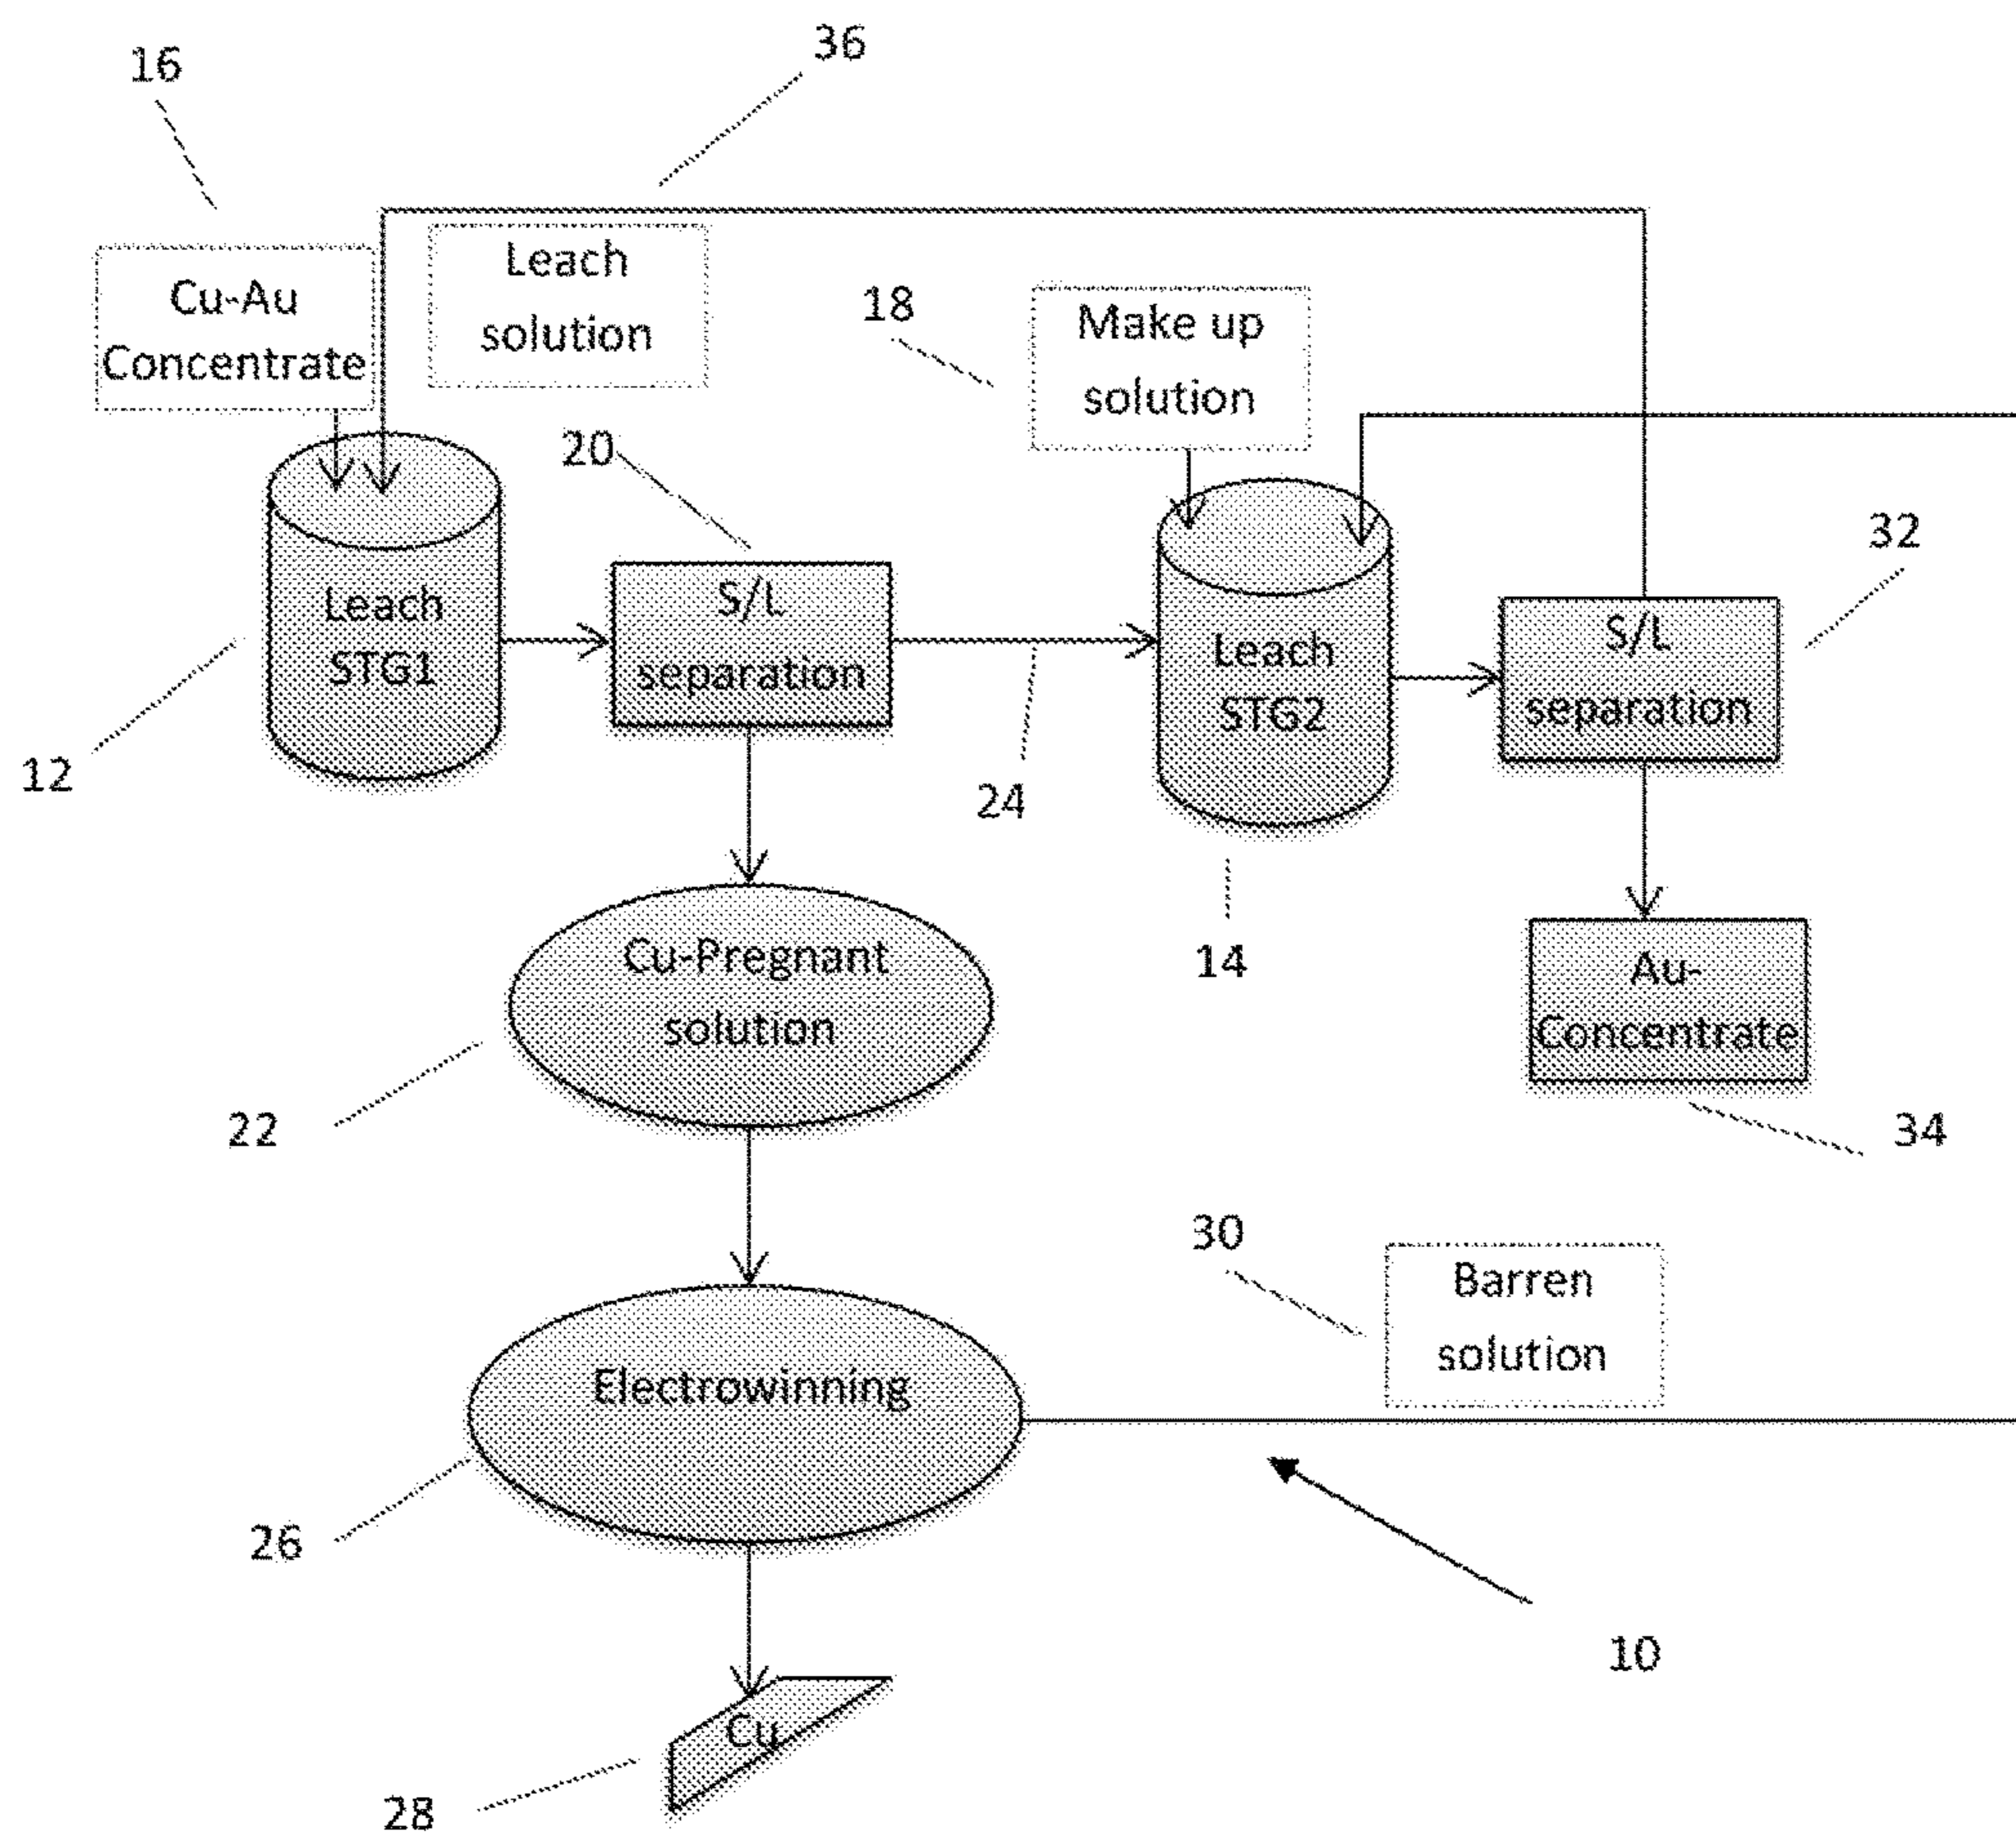 36
16
Leach
solution
Cu-Au
Concentrate
18
Make up
solution
20
32
Leach
STG1
S/L
separation
Leach
STG2
S/L
separation
12
24
14
Cu-Pregnant
solution
Au-
Concentrate
22
34
30
Barren
solution
Electrowinning
26
10
Cu
28